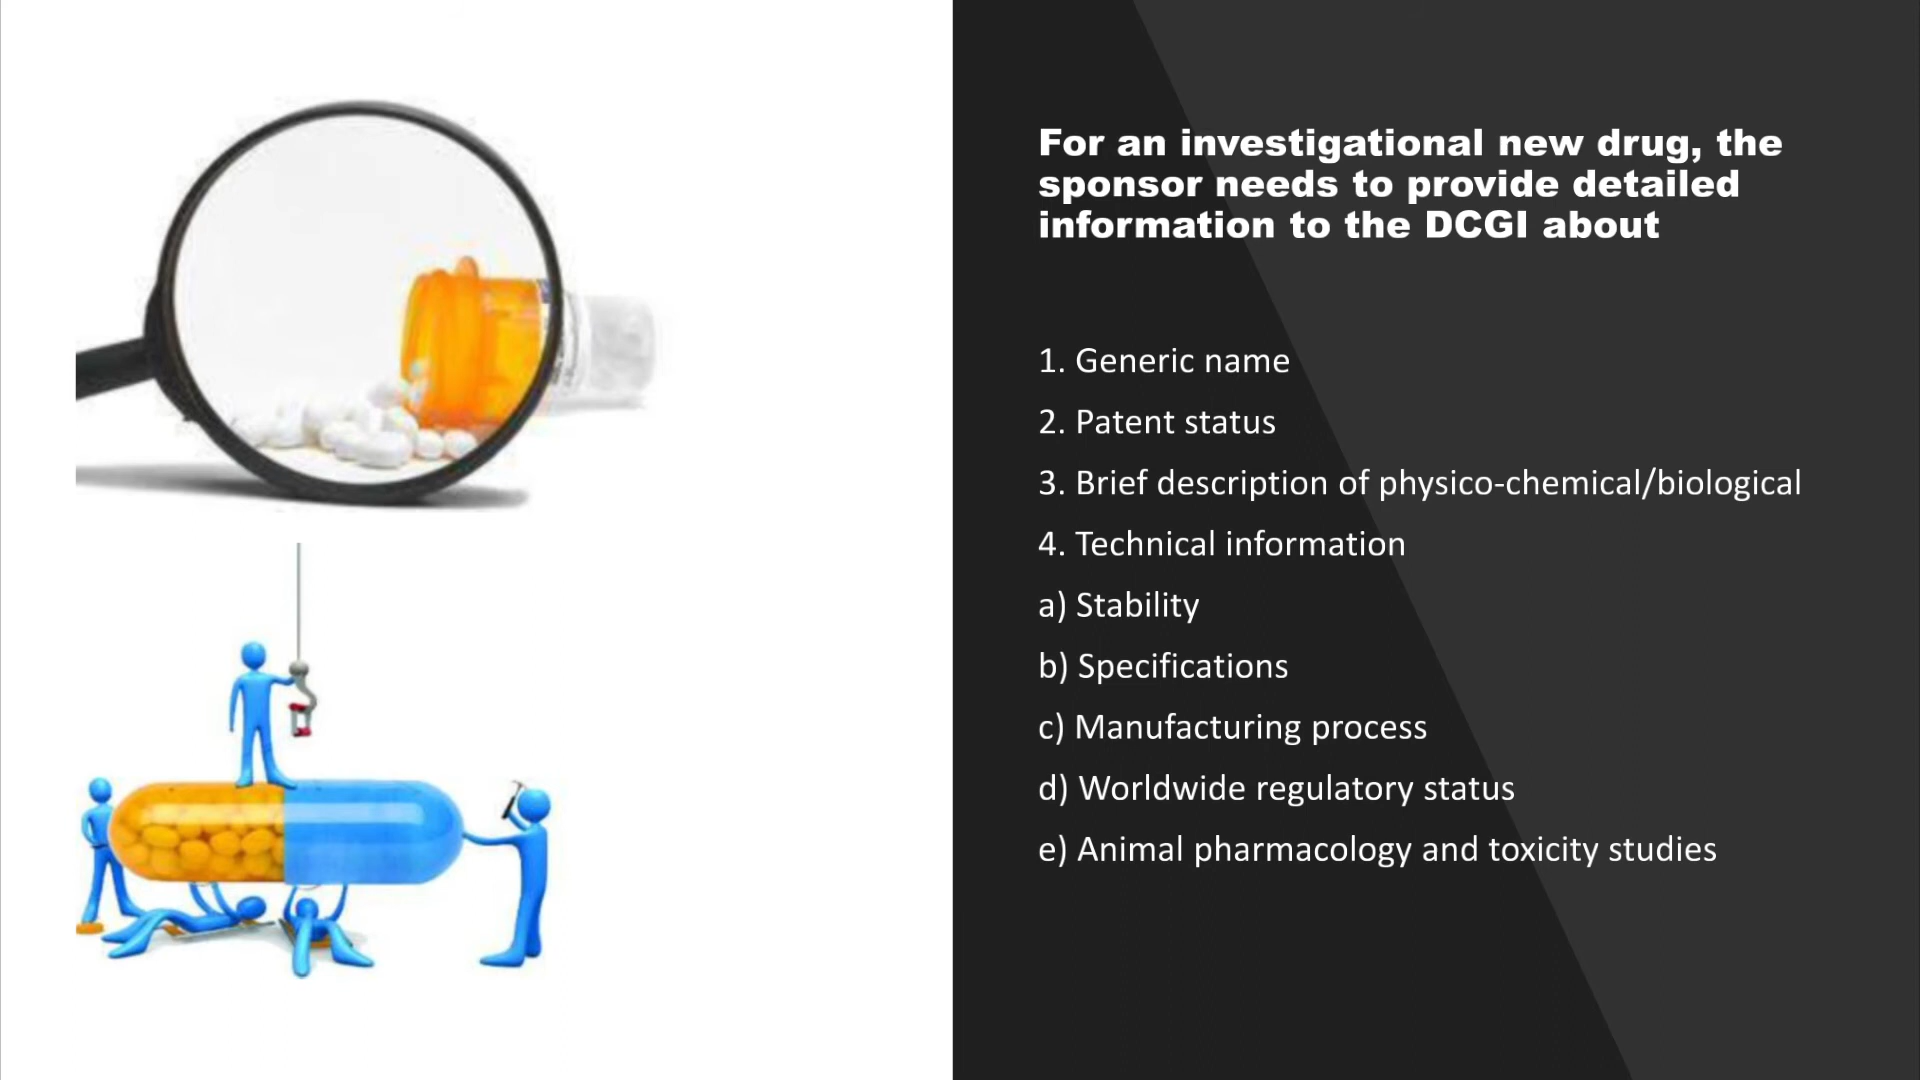 For an investigational new drug, the
sponsor needs to provide detailed
information to the DCGI about
1. Generic name
2. Patent status
3. Brief description of physico-chemical/biological
4. Technical information
a) Stability
b) Specifications
c) Manufacturing process
d) Worldwide regulatory status
e) Animal pharmacology and toxicity studies